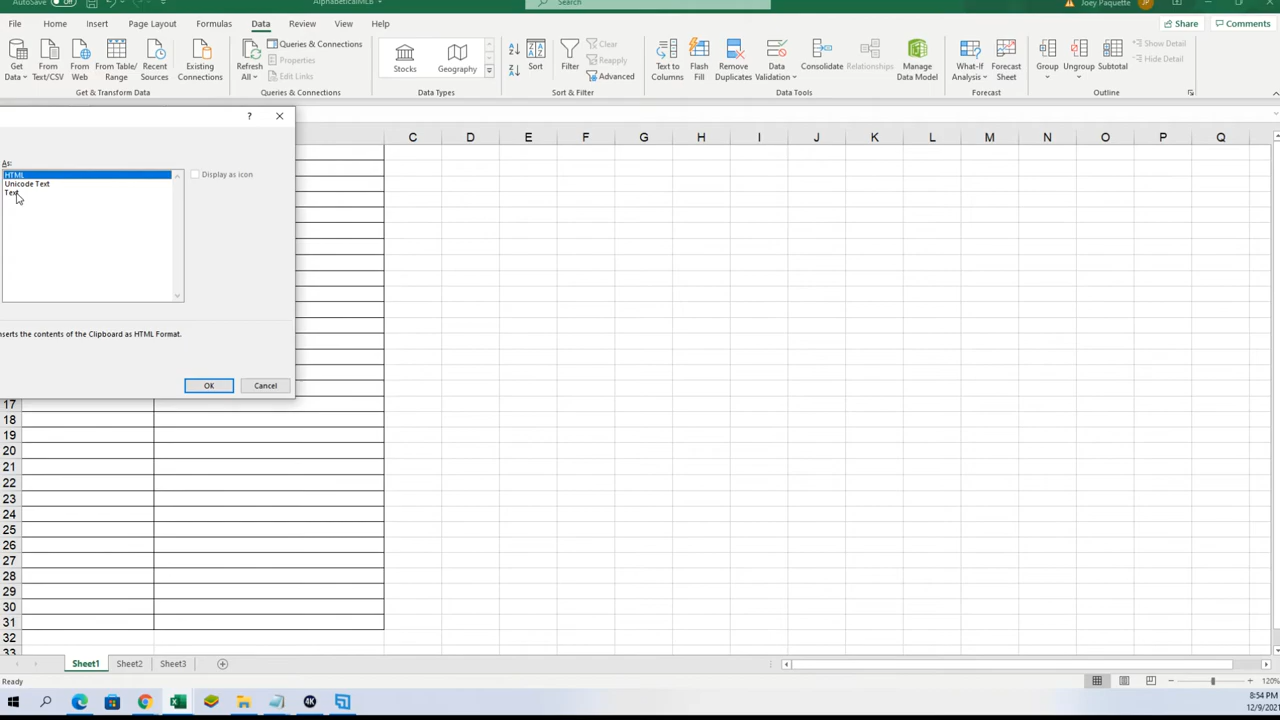 AutoSave Off AlphabeticalMLB Search Joey Paquette JP
File Home Insert Page Layout Formulas Data Review View Help Share Comments
Get Data From Text/CSV From Web From Table/Range Recent Sources Existing Connections
Get & Transform Data
Refresh All Queries & Connections Properties Edit Links
Queries & Connections
Stocks Geography
Data Types
Sort Filter Clear Reapply Advanced
Sort & Filter
Text to Columns Flash Fill Remove Duplicates Data Validation Consolidate Relationships Manage Data Model
Data Tools
What-If Analysis Forecast Sheet
Forecast
Group Ungroup Subtotal Show Detail Hide Detail
Outline
?
C D E F G H I J K L M N O P Q
As:
HTML
Unicode Text
Text
Display as icon
nserts the contents of the Clipboard as HTML Format.
OK Cancel
17
18
19
20
21
22
23
24
25
26
27
28
29
30
31
32
33
Sheet1 Sheet2 Sheet3
Ready 120%
4K
8:54 PM
12/9/2021